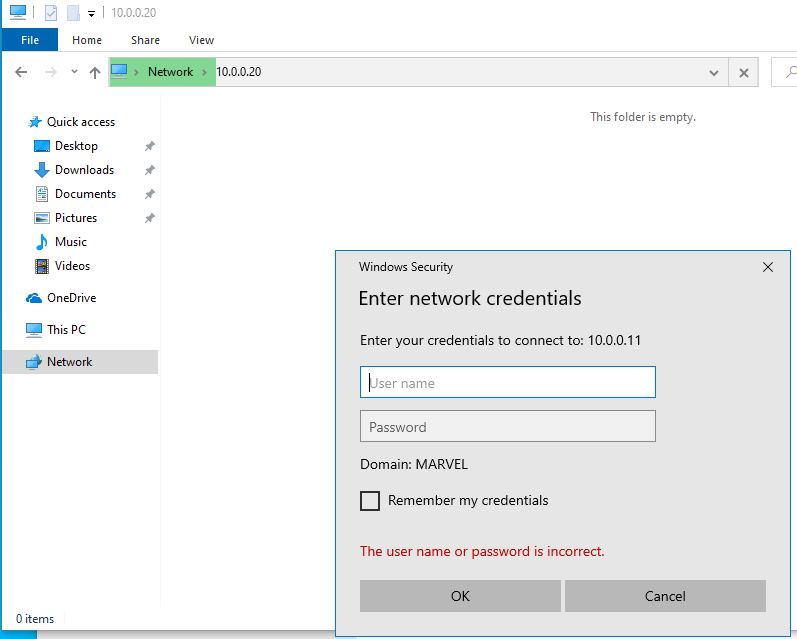 10.0.0.20
File Home Share View
Network 10.0.0.20
This folder is empty.
Quick access
Desktop
Downloads
Documents
Pictures
Music
Videos
OneDrive
This PC
Network
0 items
Windows Security
Enter network credentials
Enter your credentials to connect to: 10.0.0.11
User name
Password
Domain: MARVEL
Remember my credentials
The user name or password is incorrect.
OK Cancel